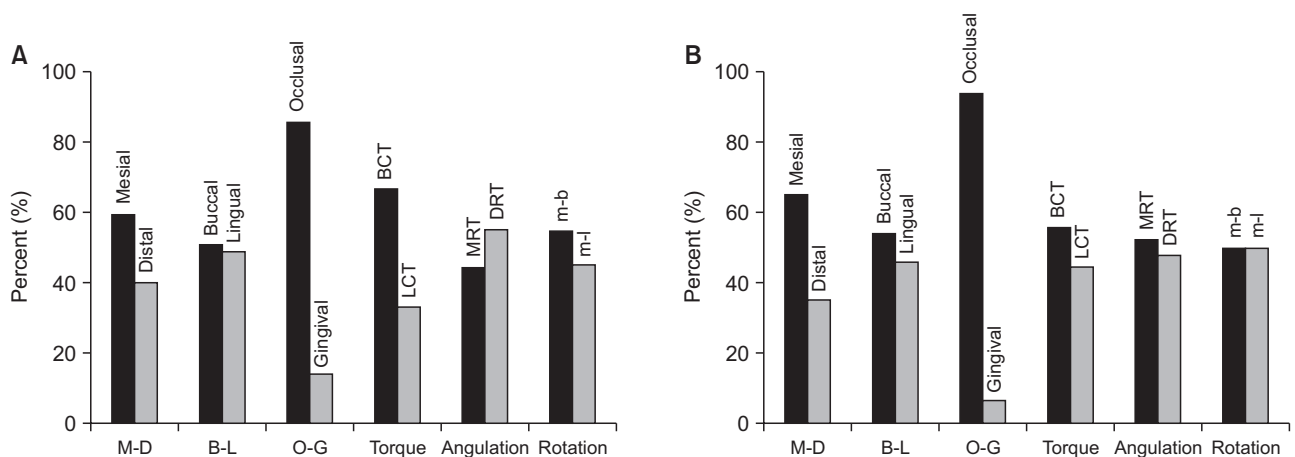 A
Percent (%)
100
80
60
40
20
0
Mesial
Distal
Buccal
Lingual
Occlusal
Gingival
BCT
LCT
MRT
DRT
m-b
m-l
M-D B-L O-G Torque Angulation Rotation
B
Percent (%)
100
80
60
40
20
0
Mesial
Distal
Buccal
Lingual
Occlusal
Gingival
BCT
LCT
MRT
DRT
m-b
m-l
M-D B-L O-G Torque Angulation Rotation